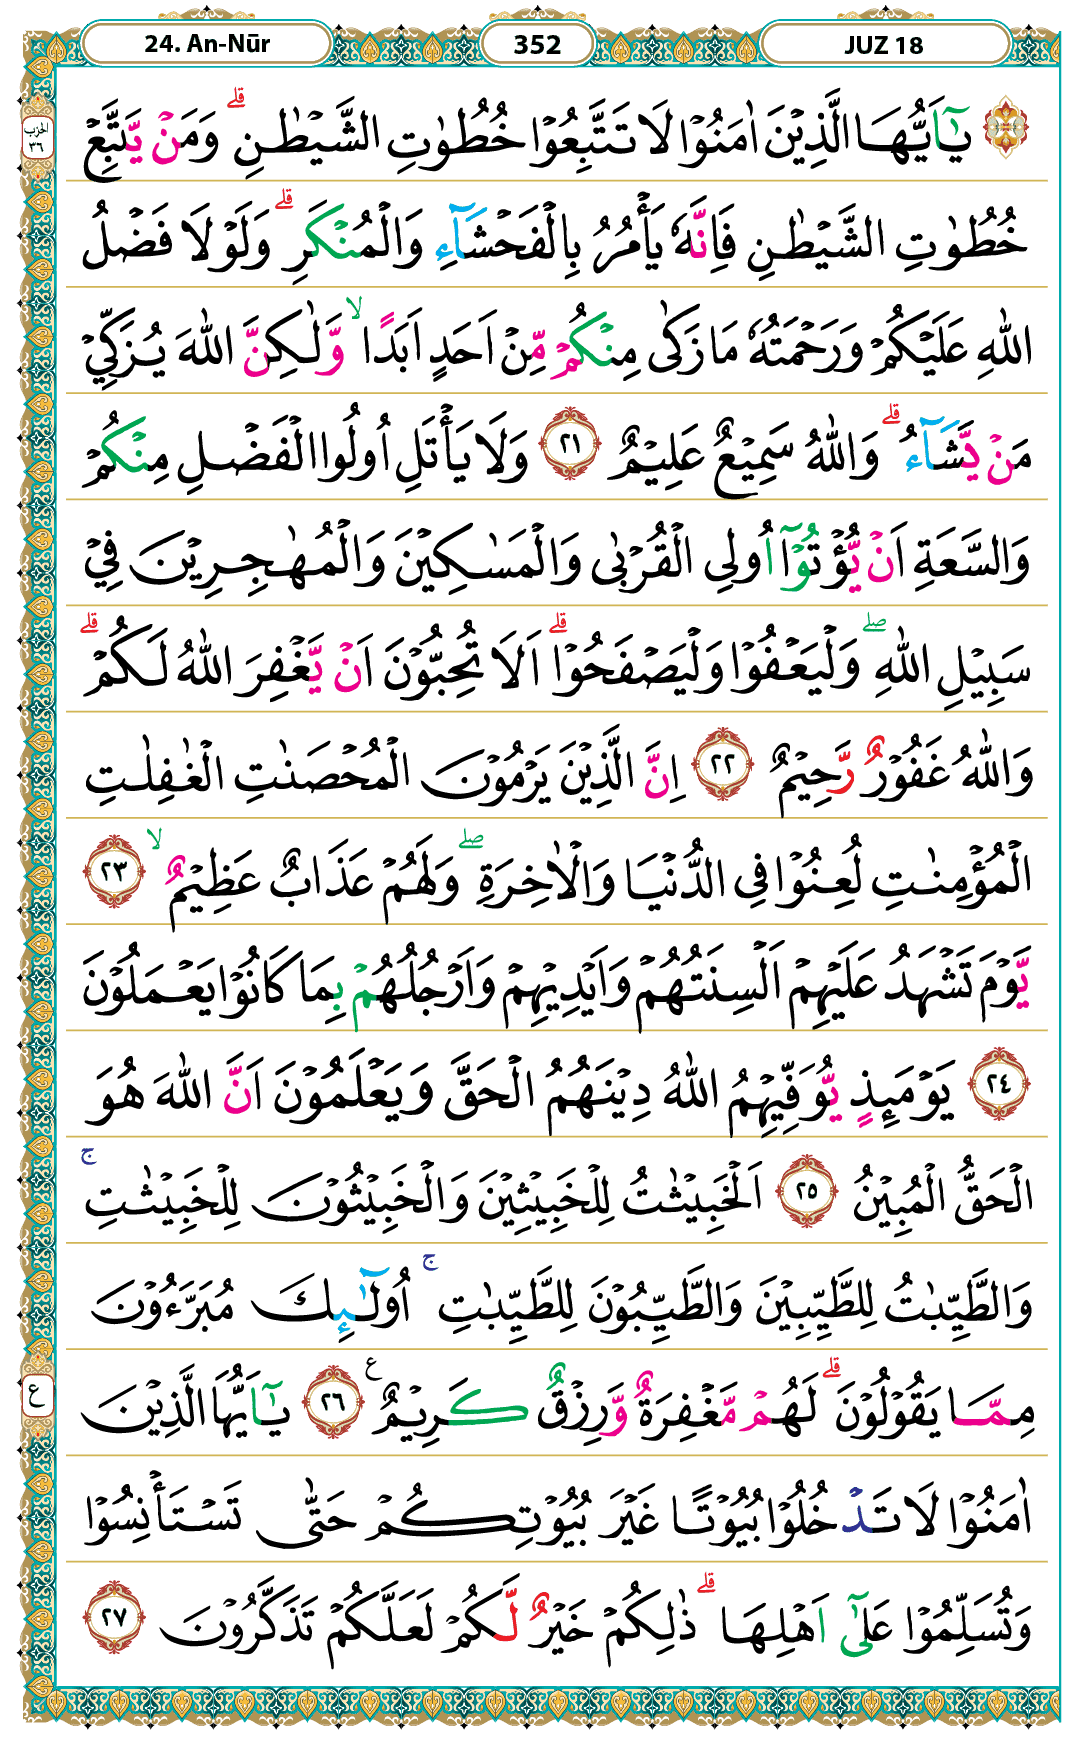 24. An-Nūr 352 JUZ 18
الحزب ٣٦
يٰٓاَيُّهَا الَّذِيْنَ اٰمَنُوْا لَا تَتَّبِعُوْا خُطُوٰتِ الشَّيْطٰنِ ۗ وَمَنْ يَّتَّبِعْ
خُطُوٰتِ الشَّيْطٰنِ فَاِنَّهٗ يَأْمُرُ بِالْفَحْشَاۤءِ وَالْمُنْكَرِ ۗ وَلَوْلَا فَضْلُ
اللّٰهِ عَلَيْكُمْ وَرَحْمَتُهٗ مَا زَكٰى مِنْكُمْ مِّنْ اَحَدٍ اَبَدًا ۙ وَّلٰكِنَّ اللّٰهَ يُزَكِّيْ
مَنْ يَّشَاۤءُ ۗ وَاللّٰهُ سَمِيْعٌ عَلِيْمٌ ٢١ وَلَا يَأْتَلِ اُولُوا الْفَضْلِ مِنْكُمْ
وَالسَّعَةِ اَنْ يُّؤْتُوْٓا اُولِى الْقُرْبٰى وَالْمَسٰكِيْنَ وَالْمُهٰجِرِيْنَ فِيْ
سَبِيْلِ اللّٰهِ ۖ وَلْيَعْفُوْا وَلْيَصْفَحُوْا ۗ اَلَا تُحِبُّوْنَ اَنْ يَّغْفِرَ اللّٰهُ لَكُمْ ۗ
وَاللّٰهُ غَفُوْرٌ رَّحِيْمٌ ٢٢ اِنَّ الَّذِيْنَ يَرْمُوْنَ الْمُحْصَنٰتِ الْغٰفِلٰتِ
الْمُؤْمِنٰتِ لُعِنُوْا فِى الدُّنْيَا وَالْاٰخِرَةِ ۖ وَلَهُمْ عَذَابٌ عَظِيْمٌ ۙ ٢٣
يَّوْمَ تَشْهَدُ عَلَيْهِمْ اَلْسِنَتُهُمْ وَاَيْدِيْهِمْ وَاَرْجُلُهُمْ بِمَا كَانُوْا يَعْمَلُوْنَ
٢٤ يَوْمَىِٕذٍ يُّوَفِّيْهِمُ اللّٰهُ دِيْنَهُمُ الْحَقَّ وَيَعْلَمُوْنَ اَنَّ اللّٰهَ هُوَ
الْحَقُّ الْمُبِيْنُ ٢٥ اَلْخَبِيْثٰتُ لِلْخَبِيْثِيْنَ وَالْخَبِيْثُوْنَ لِلْخَبِيْثٰتِ ۚ
وَالطَّيِّبٰتُ لِلطَّيِّبِيْنَ وَالطَّيِّبُوْنَ لِلطَّيِّبٰتِ ۚ اُولٰۤىِٕكَ مُبَرَّءُوْنَ
مِمَّا يَقُوْلُوْنَ ۗ لَهُمْ مَّغْفِرَةٌ وَّرِزْقٌ كَرِيْمٌ ࣖ ٢٦ يٰٓاَيُّهَا الَّذِيْنَ
ع
اٰمَنُوْا لَا تَدْخُلُوْا بُيُوْتًا غَيْرَ بُيُوْتِكُمْ حَتّٰى تَسْتَأْنِسُوْا
وَتُسَلِّمُوْا عَلٰٓى اَهْلِهَا ۗ ذٰلِكُمْ خَيْرٌ لَّكُمْ لَعَلَّكُمْ تَذَكَّرُوْنَ ٢٧